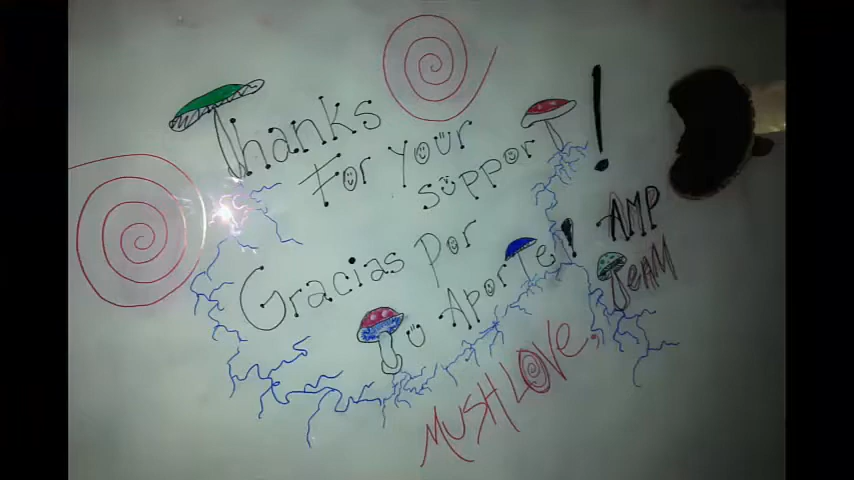 Thanks
For Your
Support!
Gracias Por
Tu Aporte!
AMP
TEAM
MUSH LOVE.